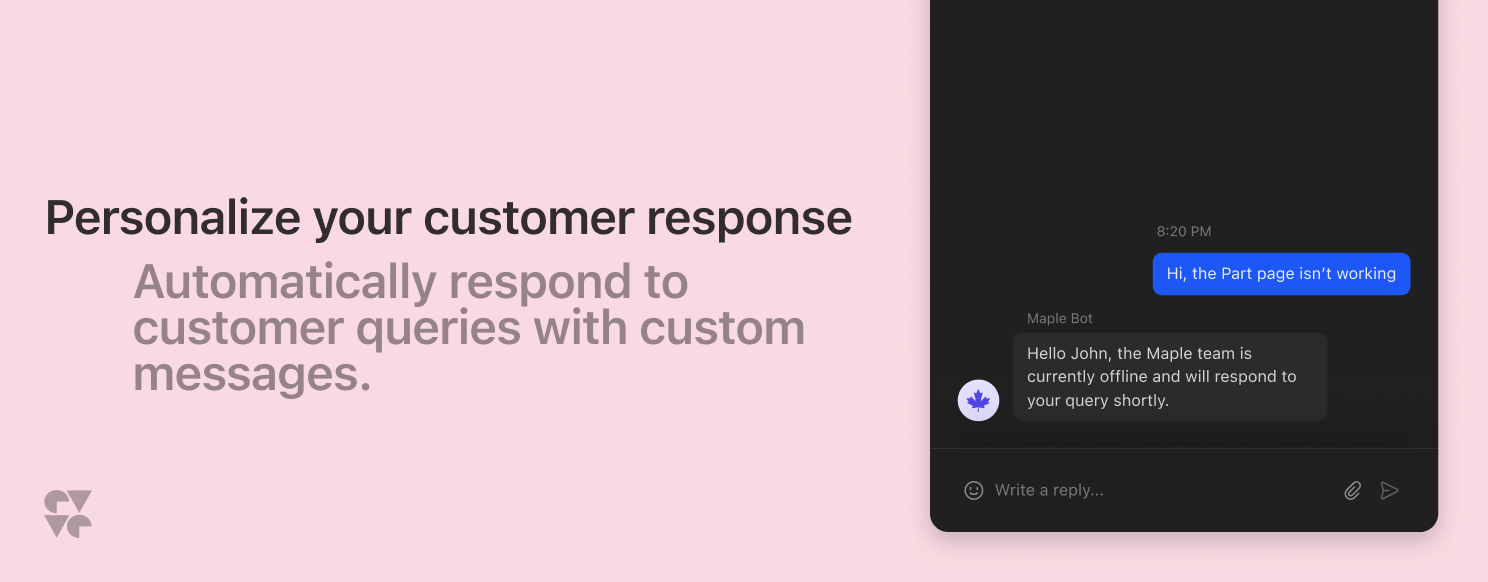 Personalize your customer response
Automatically respond to
customer queries with custom
messages.
8:20 PM
Hi, the Part page isn’t working
Maple Bot
Hello John, the Maple team is
currently offline and will respond to
your query shortly.
Write a reply...